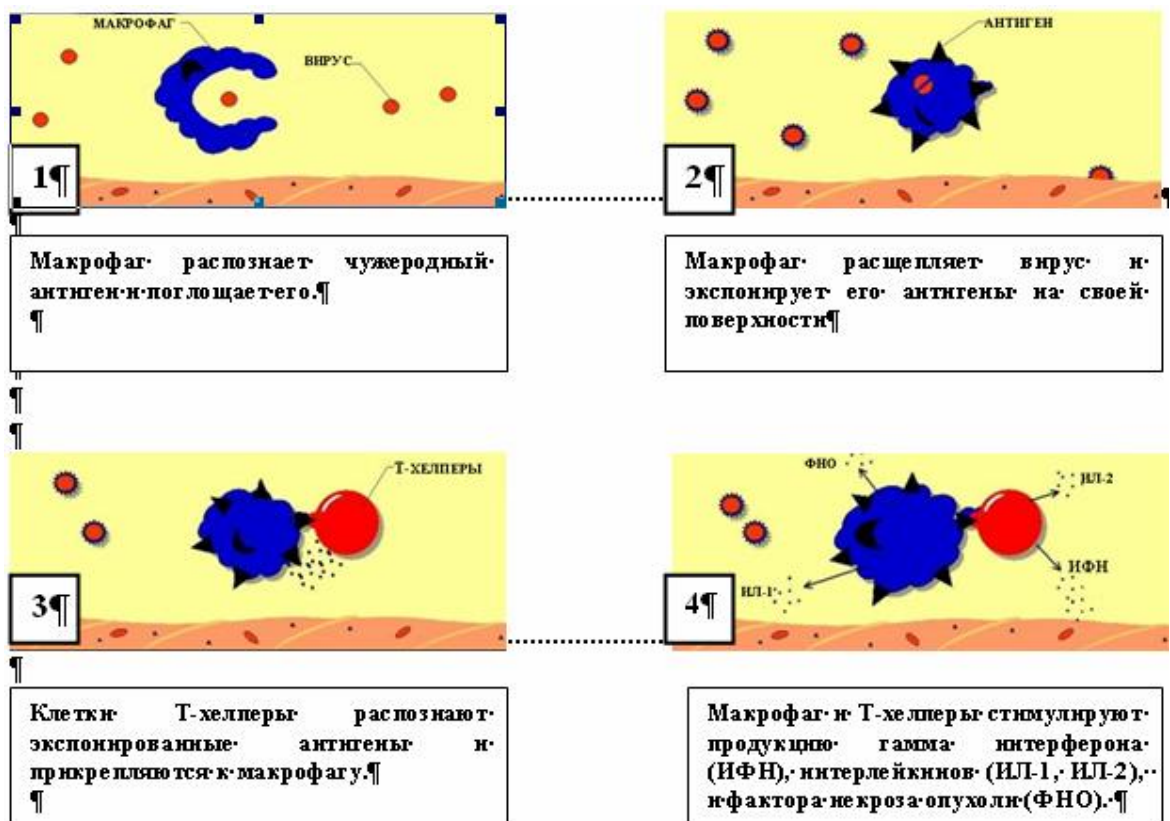 МАКРОФАГ
ВИРУС
1¶
АНТИГЕН
2¶
¶
¶
Макрофаг· распознает· чужеродный·
антиген·и·поглощает·его.¶
¶
Макрофаг· расщепляет· вирус· и·
экспонирует· его· антигены· на· своей·
поверхности¶
¶
¶
¶
Т-ХЕЛПЕРЫ
3¶
ФНО
ИЛ-2
ИЛ-1·
ИФН
4¶
¶
Клетки· Т-хелперы· распознают·
экспонированные· антигены· и·
прикрепляются·к·макрофагу.¶
¶
Макрофаг·и·Т-хелперы·стимулируют·
продукцию· гамма· интерферона·
(ИФН),·интерлейкинов·(ИЛ-1,·ИЛ-2),··
и·фактора·некроза·опухоли·(ФНО).·¶